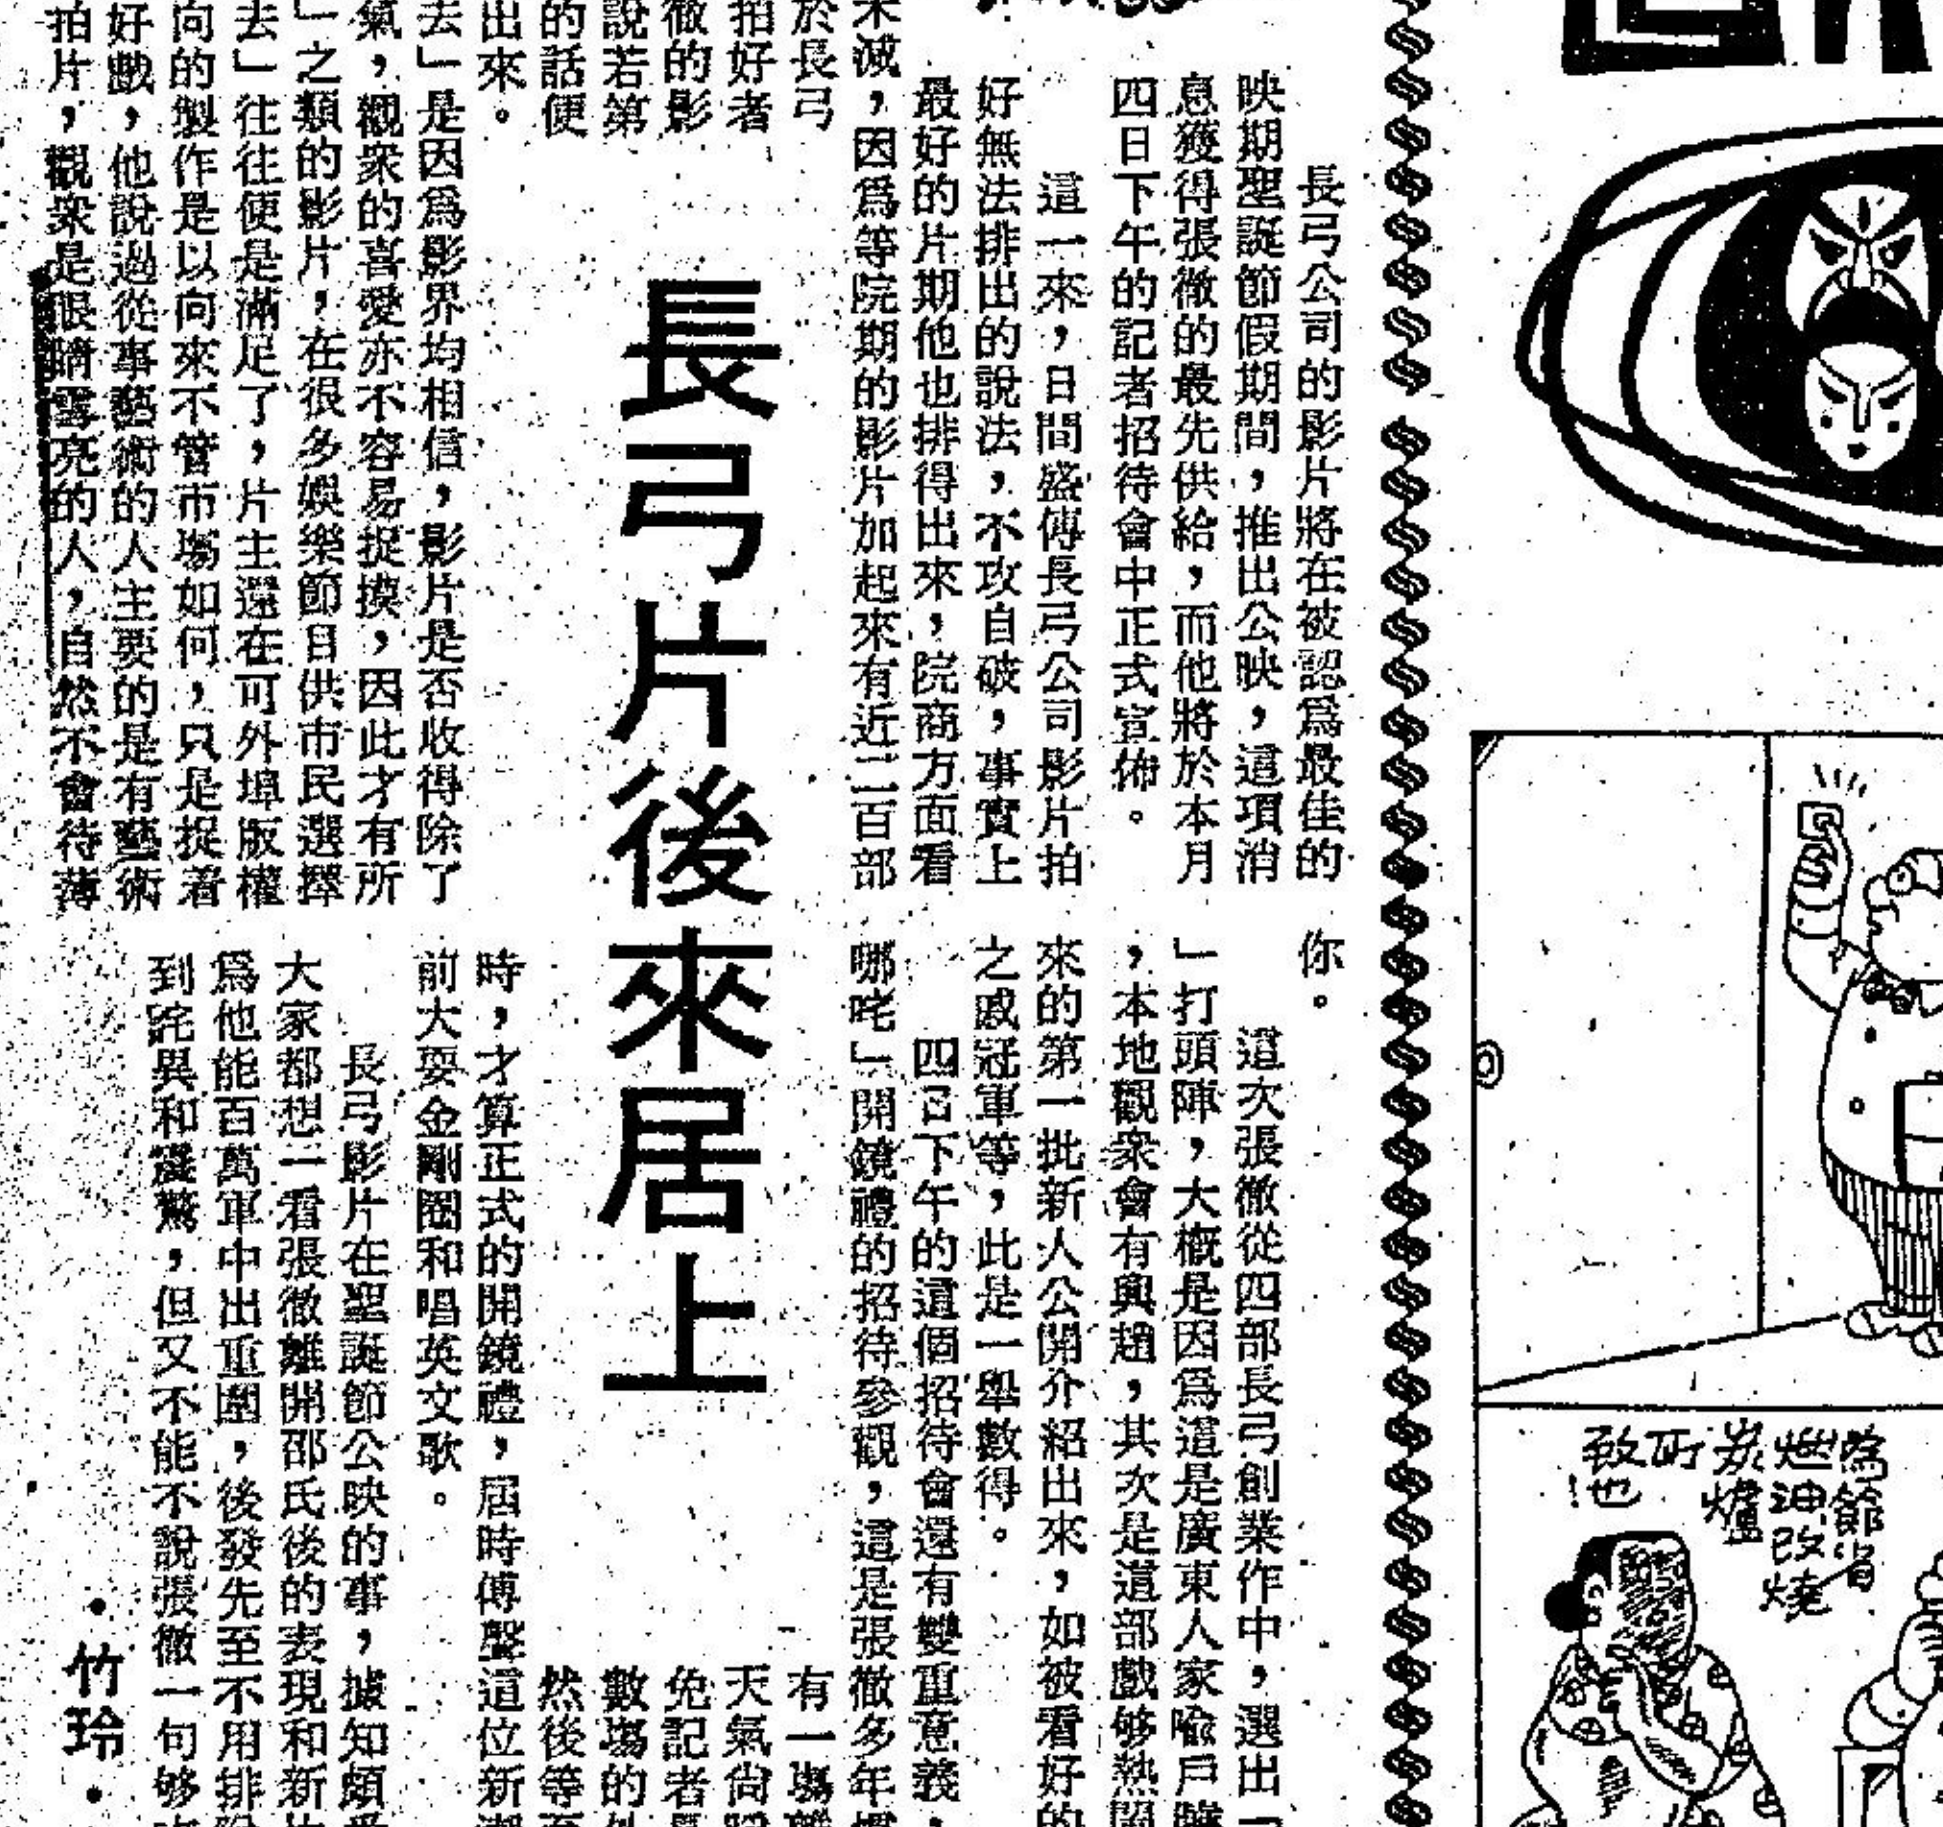 長弓片後來居上
長弓公司的影片將在被認爲最佳的
映期聖誕節假期間，推出公映，這項消
息獲得張徹的最先供給，而他將於本月
四日下午的記者招待會中正式宣佈。
這一來，日間盛傳長弓公司影片拍
好無法排出的說法，不攻自破，事實上
最好的片期他也排得出來，院商方面看
未減，因爲等院期的影片加起來有近二百部
於長弓
拍好者
徹的影
說若第
的話便
出來。
去」是因爲影界均相信，影片是否收得除了
氣，觀衆的喜愛亦不容易捉摸，因此才有所
」之類的影片，在很多娛樂節目供市民選擇
去」往往便是滿足了，片主還在可外埠版權
向的製作是以向來不管市場如何，只是捉着
好戲，他說過從事藝術的人主要的是有藝術
拍片，觀衆是眼睛雪亮的人，自然不會待薄
你。
這次張徹從四部長弓創業作中，選出「
」打頭陣，大概是因爲這是廣東人家喻戶
，本地觀衆會有興趣，其次是這部戲够熱鬧
來的第一批新人公開介紹出來，如被看好的
之戚冠軍等，此是一舉數得。
四日下午的這個招待會還有雙重意義，
哪咤」開鏡禮的招待參觀，這是張徹多年
有一場
天氣尙
免記者
數場的外
然後等至
時，才算正式的開鏡禮，屆時傅聲這位新潮
前大耍金剛圈和唱英文歌。
長弓影片在聖誕節公映的事，據知頗
大家都想一看張徹離開邵氏後的表現和新
爲他能百萬軍中出重圍，後發先至不用排
到詫異和震驚，但又不能不說張徹一句够
·竹玲·
爲節省
燃油改燒
炭爐
所
致也！